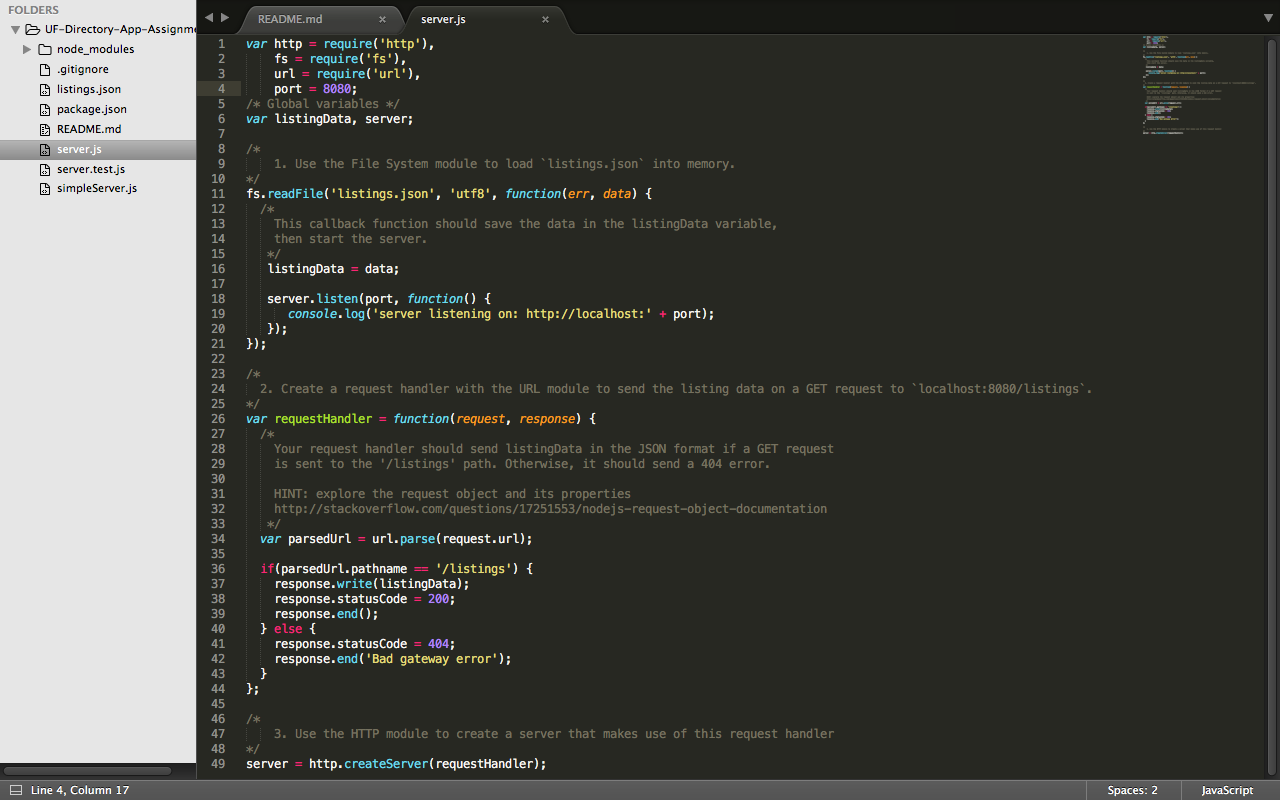 FOLDERS
UF-Directory-App-Assignme
node_modules
.gitignore
listings.json
package.json
README.md
server.js
server.test.js
simpleServer.js
README.md × server.js ×
1 var http = require('http'),
2 fs = require('fs'),
3 url = require('url'),
4 port = 8080;
5 /* Global variables */
6 var listingData, server;
7
8 /*
9 1. Use the File System module to load `listings.json` into memory.
10 */
11 fs.readFile('listings.json', 'utf8', function(err, data) {
12 /*
13 This callback function should save the data in the listingData variable,
14 then start the server.
15 */
16 listingData = data;
17
18 server.listen(port, function() {
19 console.log('server listening on: http://localhost:' + port);
20 });
21 });
22
23 /*
24 2. Create a request handler with the URL module to send the listing data on a GET request to `localhost:8080/listings`.
25 */
26 var requestHandler = function(request, response) {
27 /*
28 Your request handler should send listingData in the JSON format if a GET request
29 is sent to the '/listings' path. Otherwise, it should send a 404 error.
30
31 HINT: explore the request object and its properties
32 http://stackoverflow.com/questions/17251553/nodejs-request-object-documentation
33 */
34 var parsedUrl = url.parse(request.url);
35
36 if(parsedUrl.pathname == '/listings') {
37 response.write(listingData);
38 response.statusCode = 200;
39 response.end();
40 } else {
41 response.statusCode = 404;
42 response.end('Bad gateway error');
43 }
44 };
45
46 /*
47 3. Use the HTTP module to create a server that makes use of this request handler
48 */
49 server = http.createServer(requestHandler);
Line 4, Column 17 Spaces: 2 JavaScript